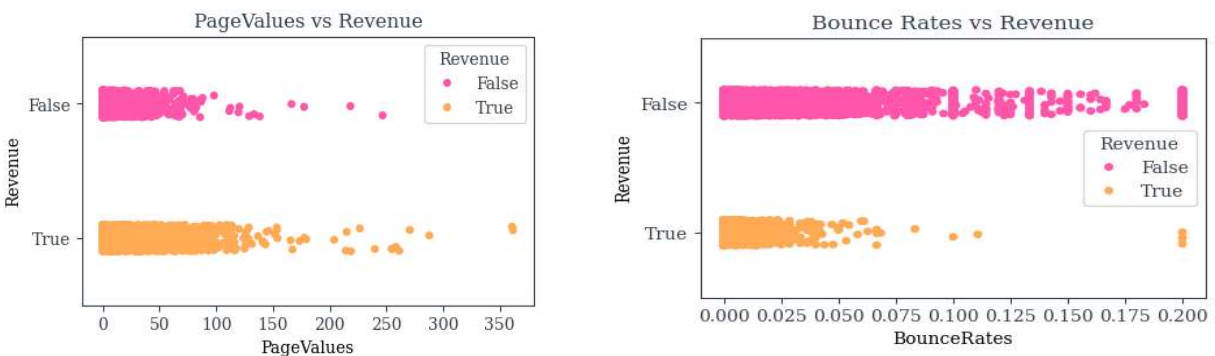 PageValues vs Revenue
Revenue
False
True
Revenue
False
True
0 50 100 150 200 250 300 350
PageValues
Bounce Rates vs Revenue
Revenue
False
True
Revenue
False
True
0.000 0.025 0.050 0.075 0.100 0.125 0.150 0.175 0.200
BounceRates